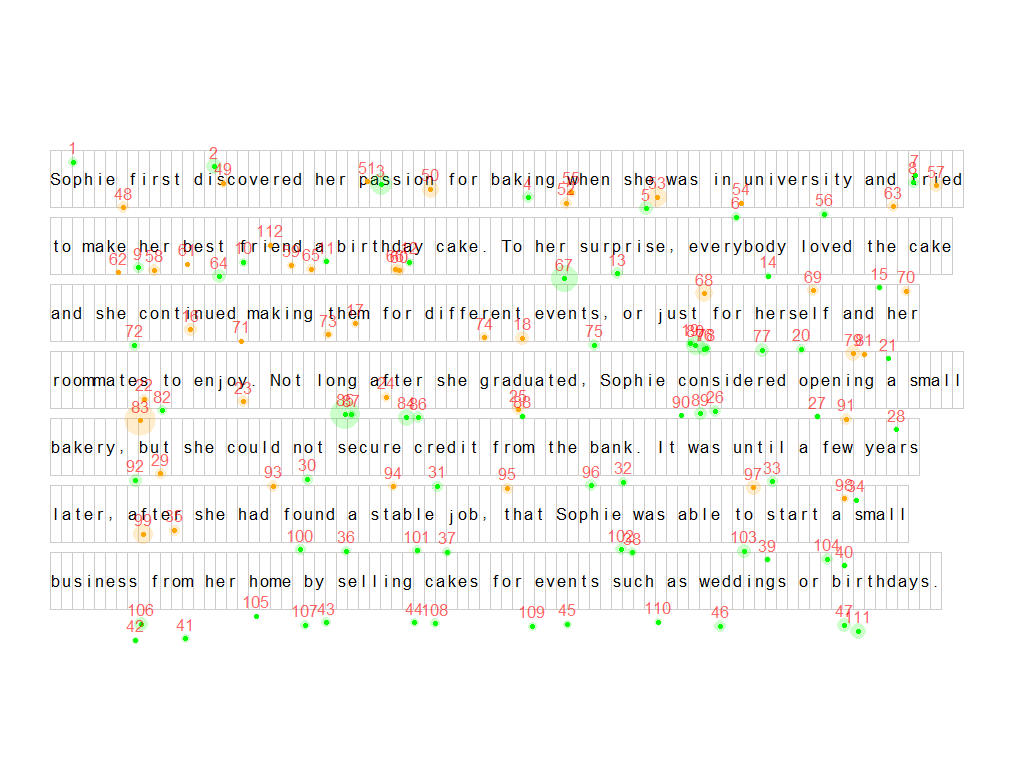 Sophie first discovered her passion for baking when she was in university and tried
to make her best friend a birthday cake. To her surprise, everybody loved the cake
and she continued making them for different events, or just for herself and her
roommates to enjoy. Not long after she graduated, Sophie considered opening a small
bakery, but she could not secure credit from the bank. It was until a few years
later, after she had found a stable job, that Sophie was able to start a small
business from her home by selling cakes for events such as weddings or birthdays.